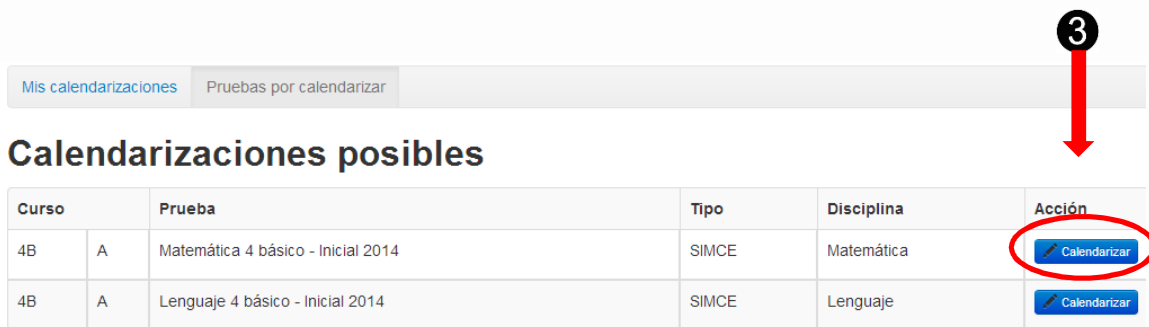 3
Mis calendarizaciones Pruebas por calendarizar
Calendarizaciones posibles
Curso Prueba Tipo Disciplina Acción
4B A Matemática 4 básico - Inicial 2014 SIMCE Matemática Calendarizar
4B A Lenguaje 4 básico - Inicial 2014 SIMCE Lenguaje Calendarizar